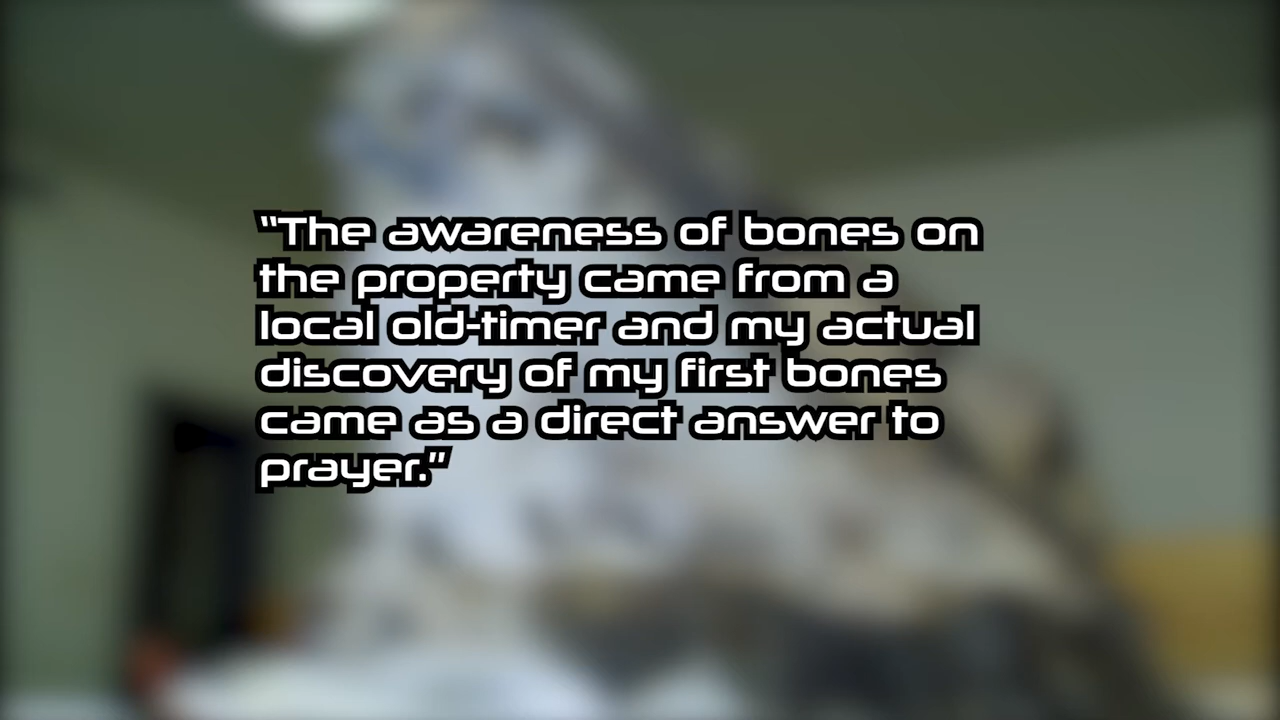 “The awareness of bones on
the property came from a
local old-timer and my actual
discovery of my first bones
came as a direct answer to
prayer.”